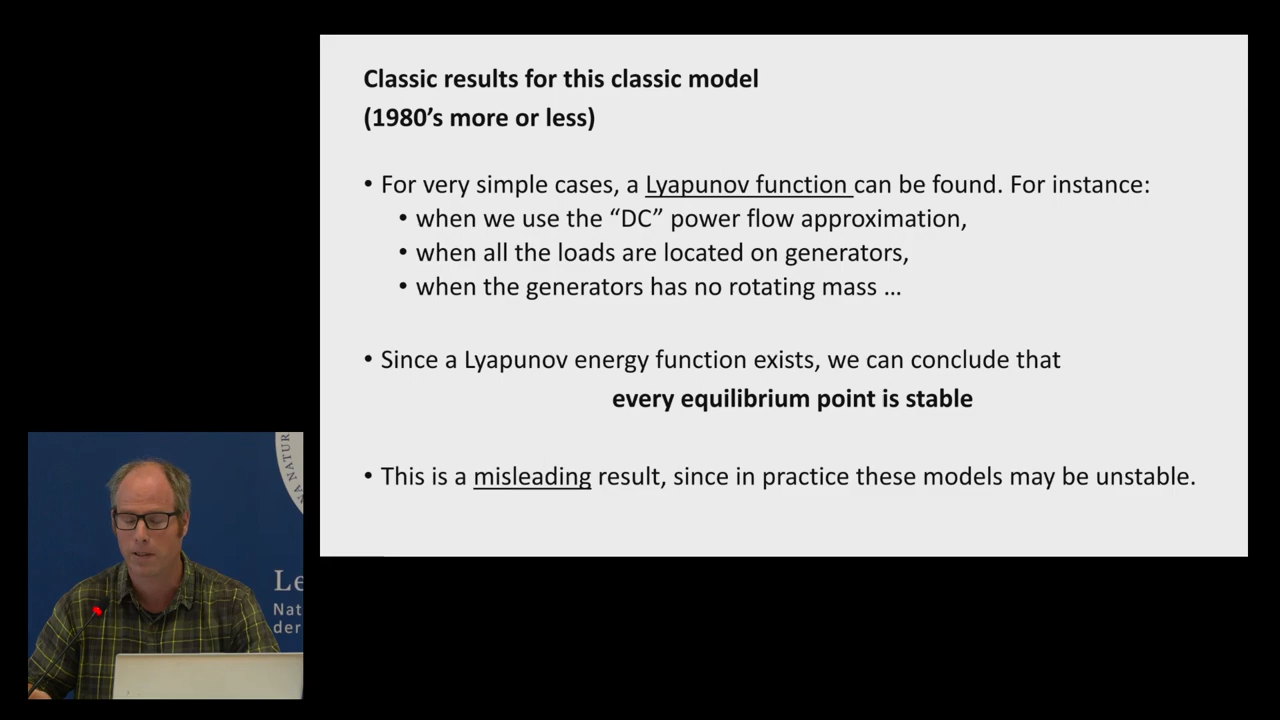 Classic results for this classic model
(1980's more or less)
• For very simple cases, a Lyapunov function can be found. For instance:
• when we use the “DC” power flow approximation,
• when all the loads are located on generators,
• when the generators has no rotating mass …
• Since a Lyapunov energy function exists, we can conclude that
every equilibrium point is stable
• This is a misleading result, since in practice these models may be unstable.
NA NATUR
Le
Nat
der